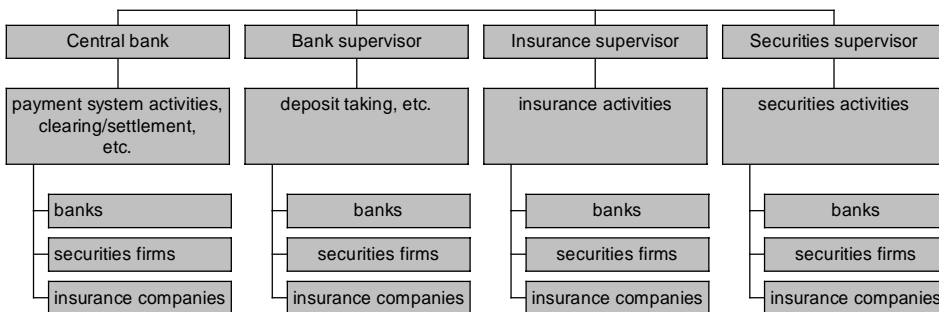 Central bank
Bank supervisor
Insurance supervisor
Securities supervisor
payment system activities,
clearing/settlement,
etc.
deposit taking, etc.
insurance activities
securities activities
banks
banks
banks
banks
securities firms
securities firms
securities firms
securities firms
insurance companies
insurance companies
insurance companies
insurance companies